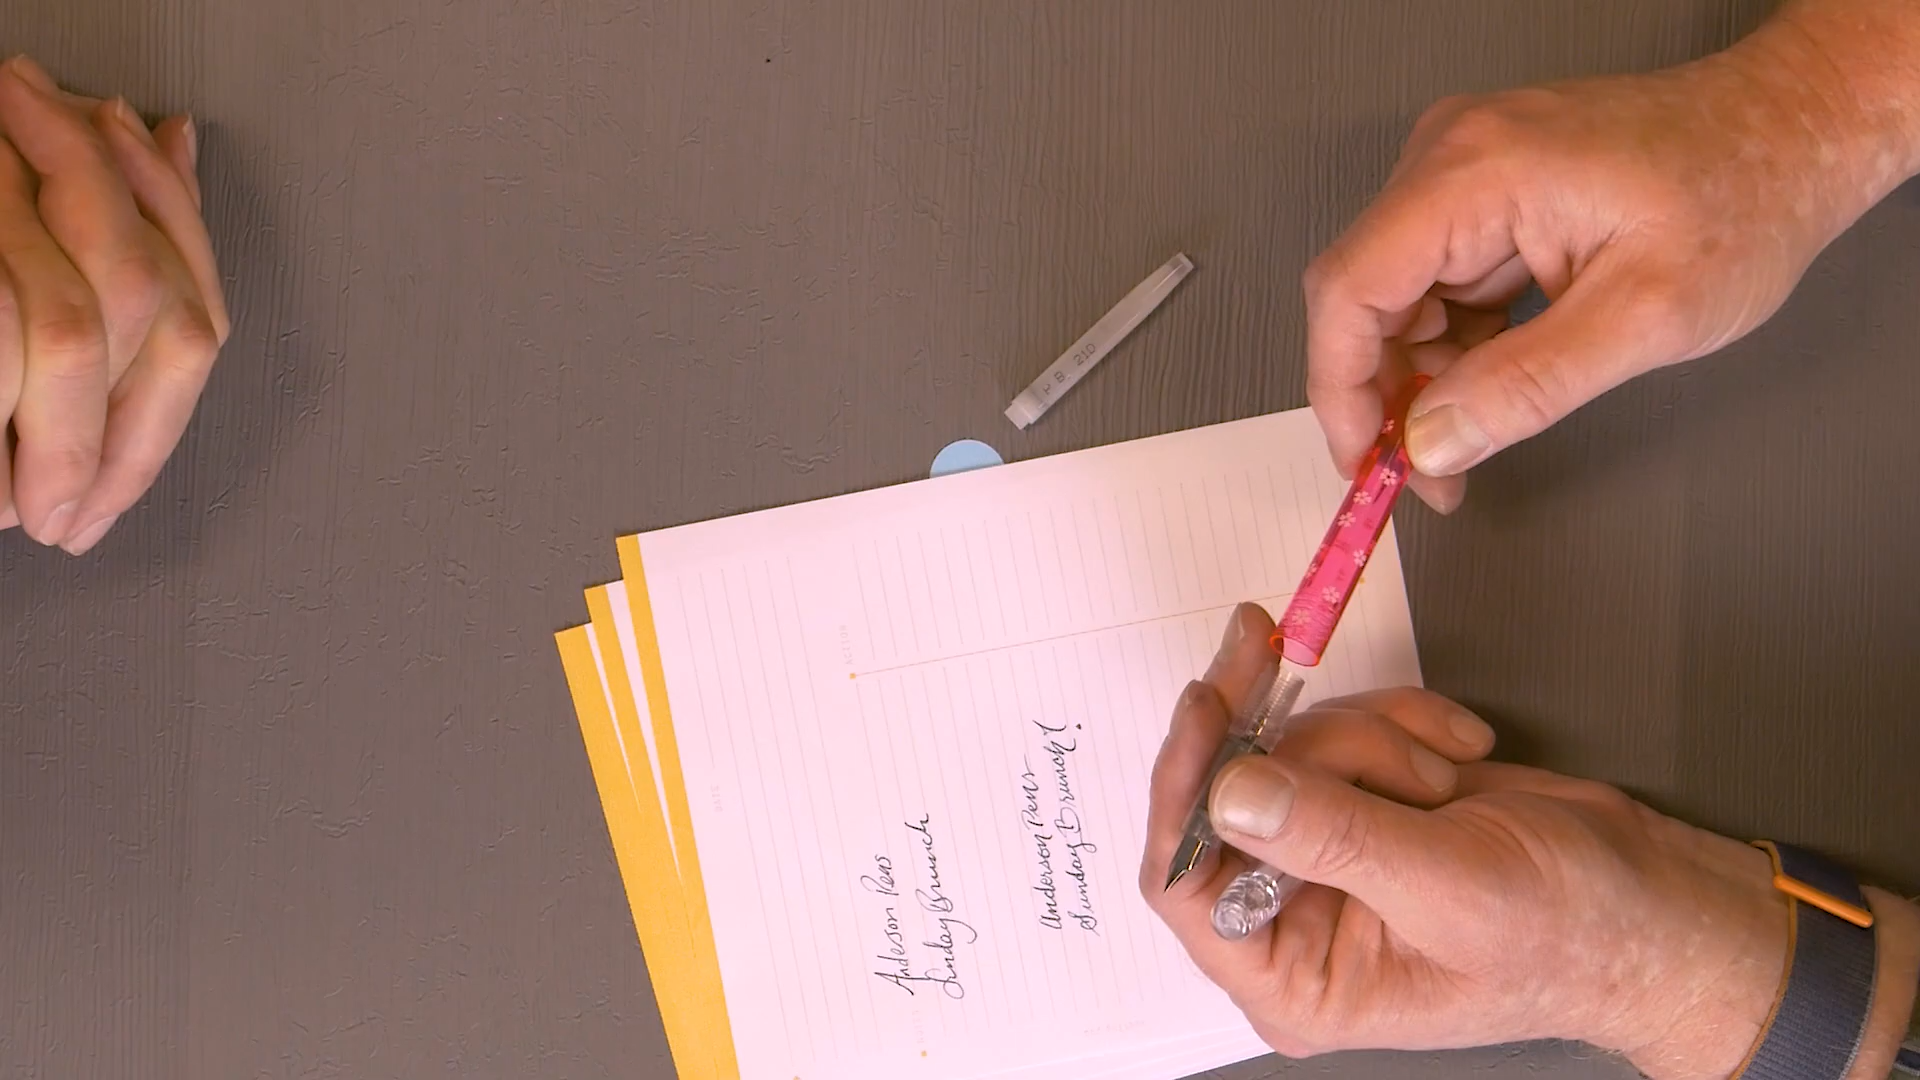 Anderson Pens
Sunday Brunch
Anderson Pens
Sunday Brunch!
ACTION
DATE
B. 210